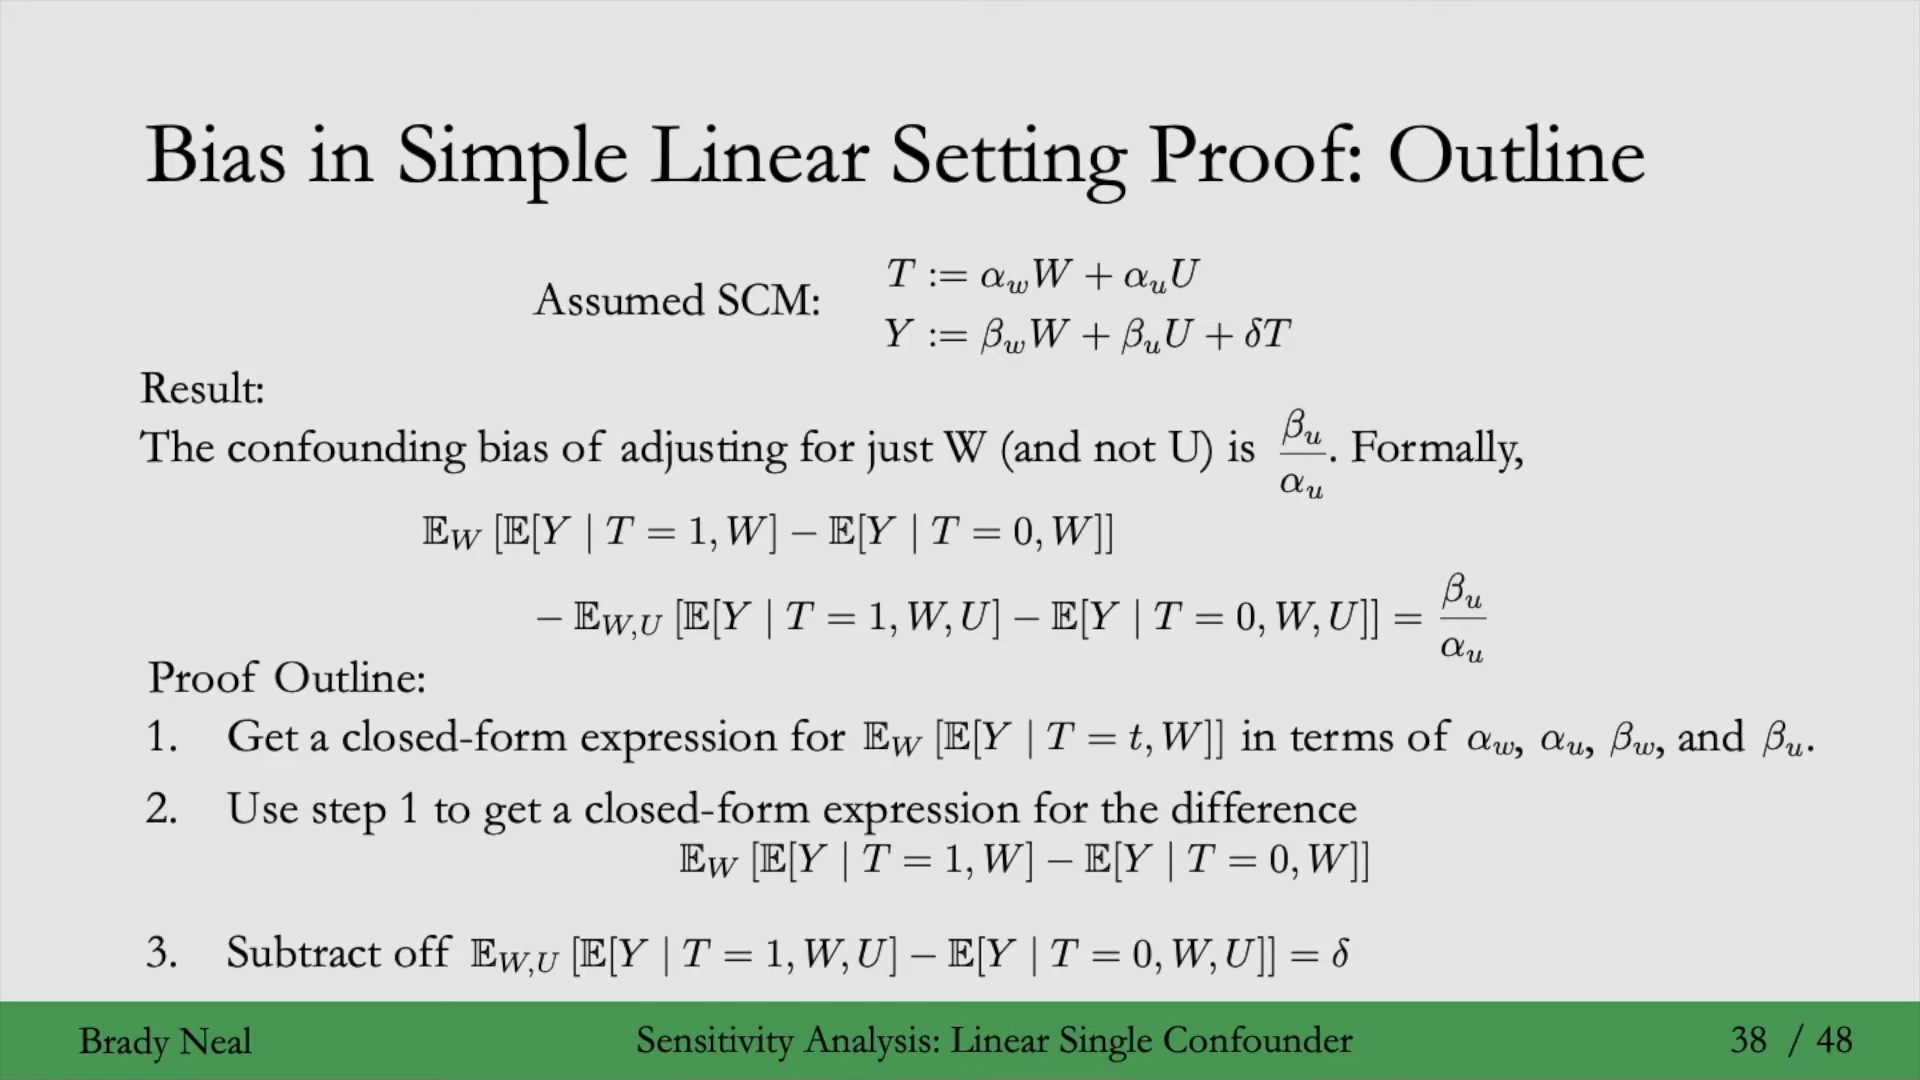 Bias in Simple Linear Setting Proof: Outline
Assumed SCM:
T := α_w W + α_u U
Y := β_w W + β_u U + δT
Result:
The confounding bias of adjusting for just W (and not U) is β_u/α_u. Formally,
𝔼_W [𝔼[Y | T = 1, W] − 𝔼[Y | T = 0, W]]
− 𝔼_{W,U} [𝔼[Y | T = 1, W, U] − 𝔼[Y | T = 0, W, U]] = β_u/α_u
Proof Outline:
1. Get a closed-form expression for 𝔼_W [𝔼[Y | T = t, W]] in terms of α_w, α_u, β_w, and β_u.
2. Use step 1 to get a closed-form expression for the difference
𝔼_W [𝔼[Y | T = 1, W] − 𝔼[Y | T = 0, W]]
3. Subtract off 𝔼_{W,U} [𝔼[Y | T = 1, W, U] − 𝔼[Y | T = 0, W, U]] = δ
Brady Neal
Sensitivity Analysis: Linear Single Confounder
38 / 48